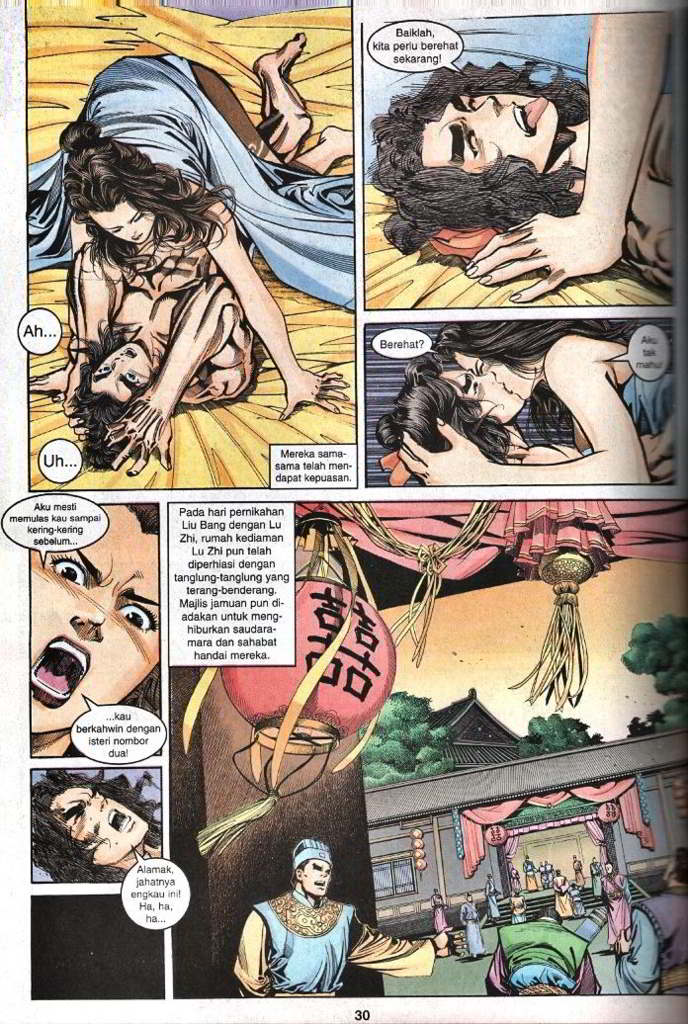 Ah...
Uh...
Mereka sama-
sama telah men-
dapat kepuasan.
Baiklah,
kita perlu berehat
sekarang!
Berehat?
Aku
tak
mahu!
Aku mesti
memulas kau sampai
kering-kering
sebelum...
...kau
berkahwin dengan
isteri nombor
dua!
Alamak,
jahatnya
engkau ini!
Ha, ha,
ha...
Pada hari pernikahan
Liu Bang dengan Lu
Zhi, rumah kediaman
Lu Zhi pun telah
diperhiasi dengan
tanglung-tanglung yang
terang-benderang.
Majlis jamuan pun di-
adakan untuk meng-
hiburkan saudara-
mara dan sahabat
handai mereka.
30